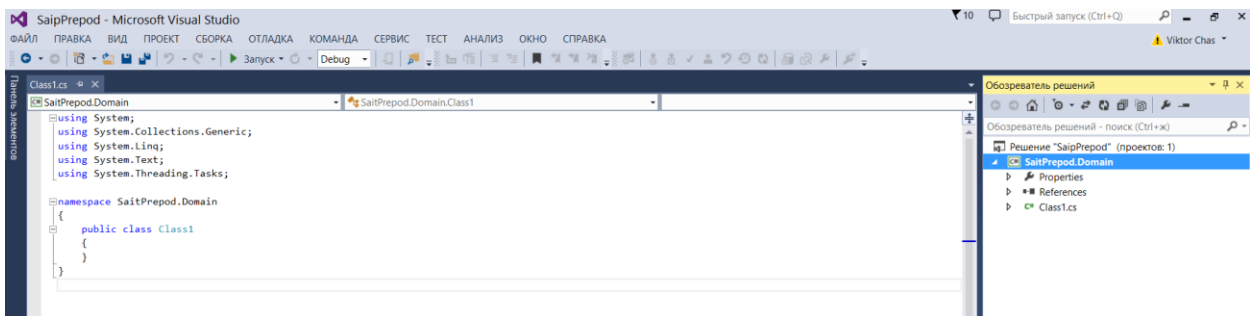 SaipPrepod - Microsoft Visual Studio
10
Быстрый запуск (Ctrl+Q)
ФАЙЛ ПРАВКА ВИД ПРОЕКТ СБОРКА ОТЛАДКА КОМАНДА СЕРВИС ТЕСТ АНАЛИЗ ОКНО СПРАВКА
Viktor Chas
Запуск
Debug
Панель элементов
Class1.cs
SaitPrepod.Domain
SaitPrepod.Domain.Class1
using System;
using System.Collections.Generic;
using System.Linq;
using System.Text;
using System.Threading.Tasks;
namespace SaitPrepod.Domain
{
public class Class1
{
}
}
Обозреватель решений
Обозреватель решений - поиск (Ctrl+ж)
Решение "SaipPrepod" (проектов: 1)
SaitPrepod.Domain
Properties
References
C# Class1.cs